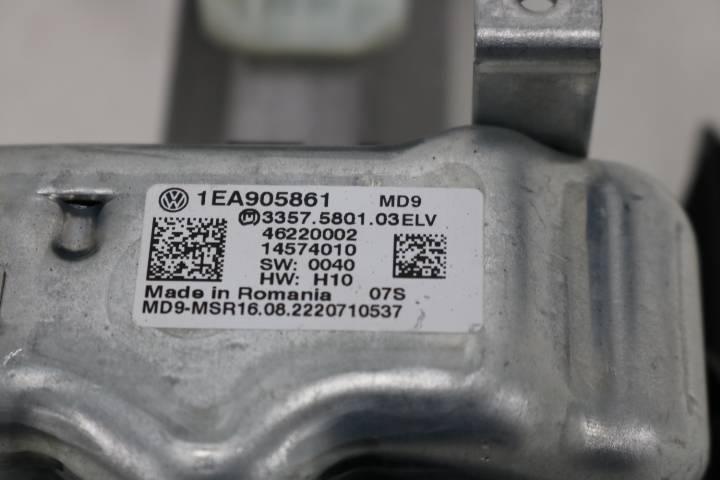 1EA905861 MD9
3357.5801.03ELV
46220002
14574010
SW: 0040
HW: H10
Made in Romania 07S
MD9-MSR16.08.2220710537